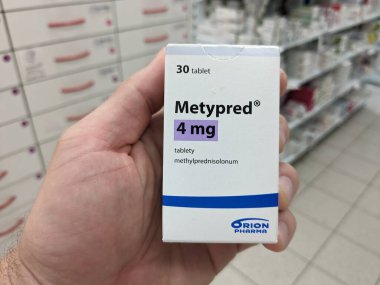 30 tablet
Metypred®
4 mg
tablety
methylprednisolonum
ORION
PHARMA